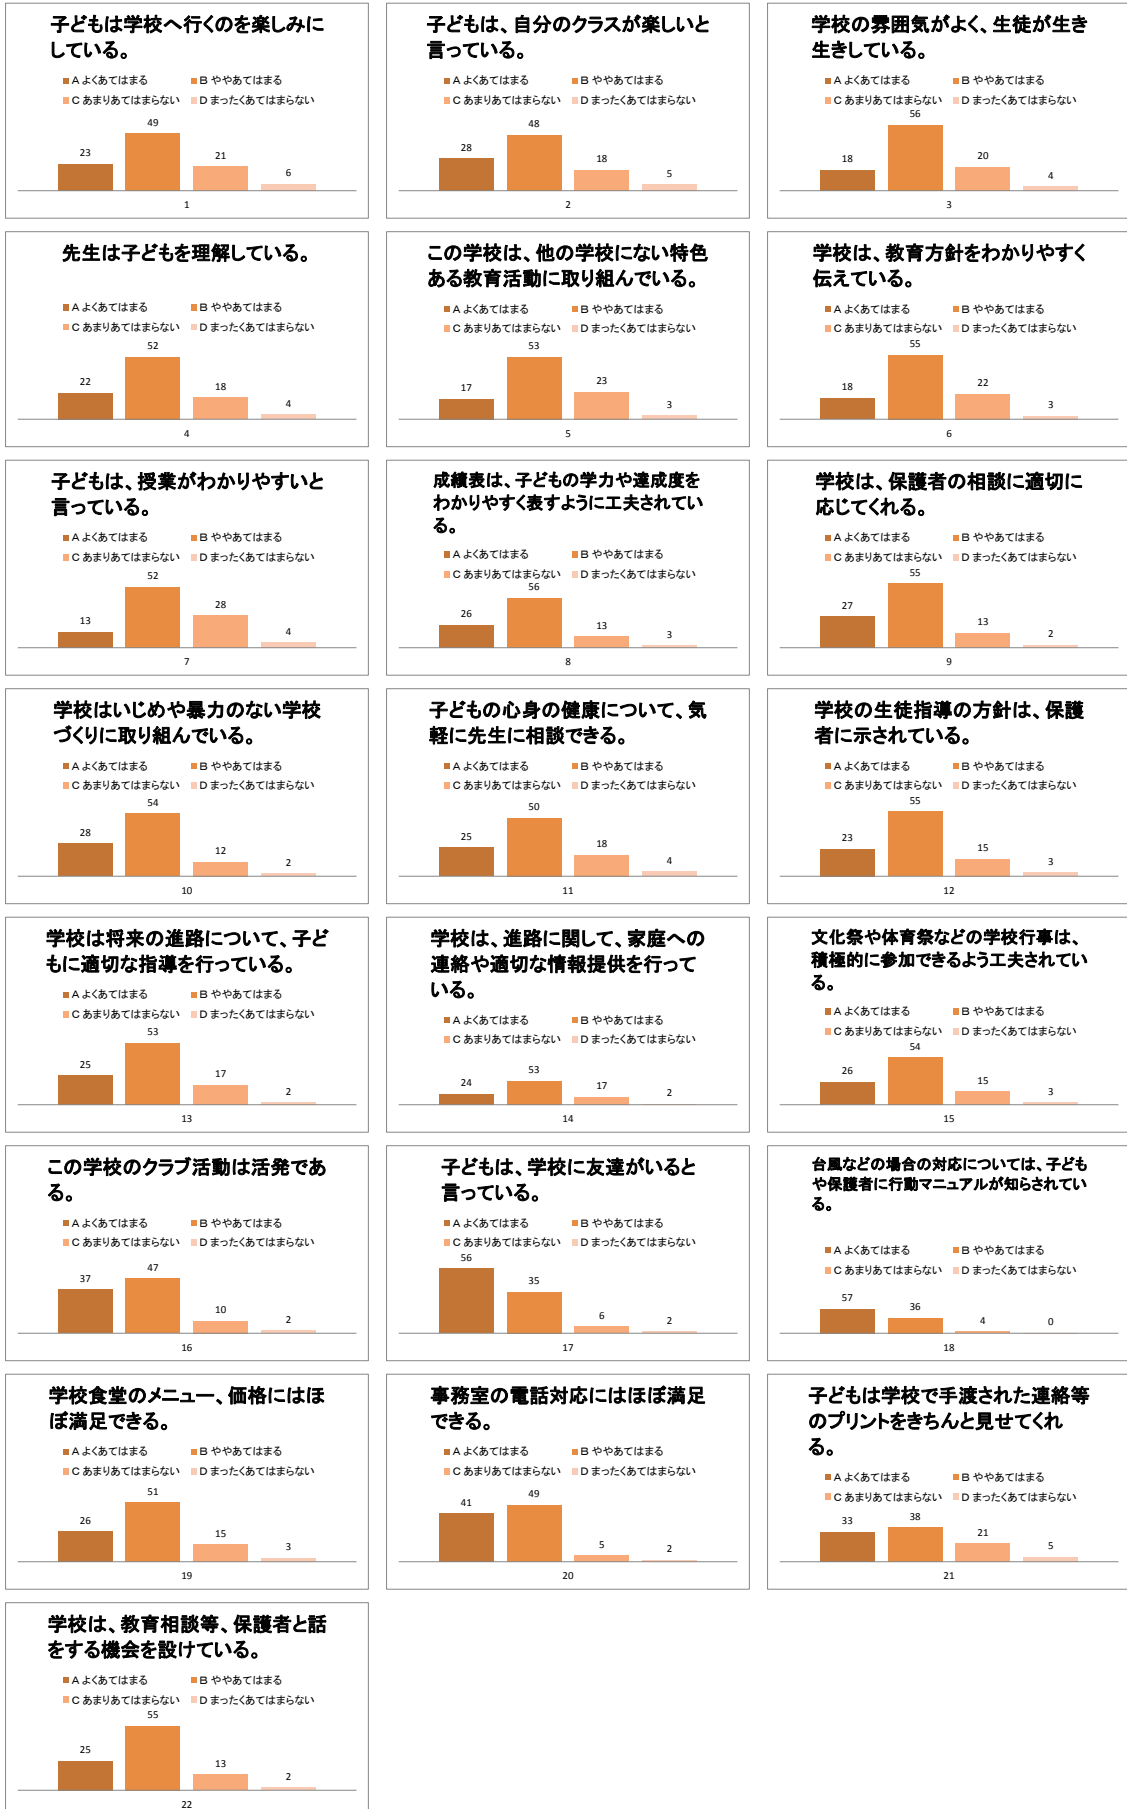 子どもは学校へ行くのを楽しみに
している。
A よくあてはまる B ややあてはまる
C あまりあてはまらない D まったくあてはまらない
23 49 21 6
1
子どもは、自分のクラスが楽しいと
言っている。
A よくあてはまる B ややあてはまる
C あまりあてはまらない D まったくあてはまらない
28 48 18 5
2
学校の雰囲気がよく、生徒が生き
生きしている。
A よくあてはまる B ややあてはまる
C あまりあてはまらない D まったくあてはまらない
18 56 20 4
3
先生は子どもを理解している。
A よくあてはまる B ややあてはまる
C あまりあてはまらない D まったくあてはまらない
22 52 18 4
4
この学校は、他の学校にない特色
ある教育活動に取り組んでいる。
A よくあてはまる B ややあてはまる
C あまりあてはまらない D まったくあてはまらない
17 53 23 3
5
学校は、教育方針をわかりやすく
伝えている。
A よくあてはまる B ややあてはまる
C あまりあてはまらない D まったくあてはまらない
18 55 22 3
6
子どもは、授業がわかりやすいと
言っている。
A よくあてはまる B ややあてはまる
C あまりあてはまらない D まったくあてはまらない
13 52 28 4
7
成績表は、子どもの学力や達成度を
わかりやすく表すように工夫されてい
る。
A よくあてはまる B ややあてはまる
C あまりあてはまらない D まったくあてはまらない
26 56 13 3
8
学校は、保護者の相談に適切に
応じてくれる。
A よくあてはまる B ややあてはまる
C あまりあてはまらない D まったくあてはまらない
27 55 13 2
9
学校はいじめや暴力のない学校
づくりに取り組んでいる。
A よくあてはまる B ややあてはまる
C あまりあてはまらない D まったくあてはまらない
28 54 12 2
10
子どもの心身の健康について、気
軽に先生に相談できる。
A よくあてはまる B ややあてはまる
C あまりあてはまらない D まったくあてはまらない
25 50 18 4
11
学校の生徒指導の方針は、保護
者に示されている。
A よくあてはまる B ややあてはまる
C あまりあてはまらない D まったくあてはまらない
23 55 15 3
12
学校は将来の進路について、子ど
もに適切な指導を行っている。
A よくあてはまる B ややあてはまる
C あまりあてはまらない D まったくあてはまらない
25 53 17 2
13
学校は、進路に関して、家庭への
連絡や適切な情報提供を行って
いる。
A よくあてはまる B ややあてはまる
C あまりあてはまらない D まったくあてはまらない
24 53 17 2
14
文化祭や体育祭などの学校行事は、
積極的に参加できるよう工夫されてい
る。
A よくあてはまる B ややあてはまる
C あまりあてはまらない D まったくあてはまらない
26 54 15 3
15
この学校のクラブ活動は活発であ
る。
A よくあてはまる B ややあてはまる
C あまりあてはまらない D まったくあてはまらない
37 47 10 2
16
子どもは、学校に友達がいると
言っている。
A よくあてはまる B ややあてはまる
C あまりあてはまらない D まったくあてはまらない
56 35 6 2
17
台風などの場合の対応については、子ども
や保護者に行動マニュアルが知らされてい
る。
A よくあてはまる B ややあてはまる
C あまりあてはまらない D まったくあてはまらない
57 36 4 0
18
学校食堂のメニュー、価格にはほ
ぼ満足できる。
A よくあてはまる B ややあてはまる
C あまりあてはまらない D まったくあてはまらない
26 51 15 3
19
事務室の電話対応にはほぼ満足
できる。
A よくあてはまる B ややあてはまる
C あまりあてはまらない D まったくあてはまらない
41 49 5 2
20
子どもは学校で手渡された連絡等
のプリントをきちんと見せてくれ
る。
A よくあてはまる B ややあてはまる
C あまりあてはまらない D まったくあてはまらない
33 38 21 5
21
学校は、教育相談等、保護者と話
をする機会を設けている。
A よくあてはまる B ややあてはまる
C あまりあてはまらない D まったくあてはまらない
25 55 13 2
22